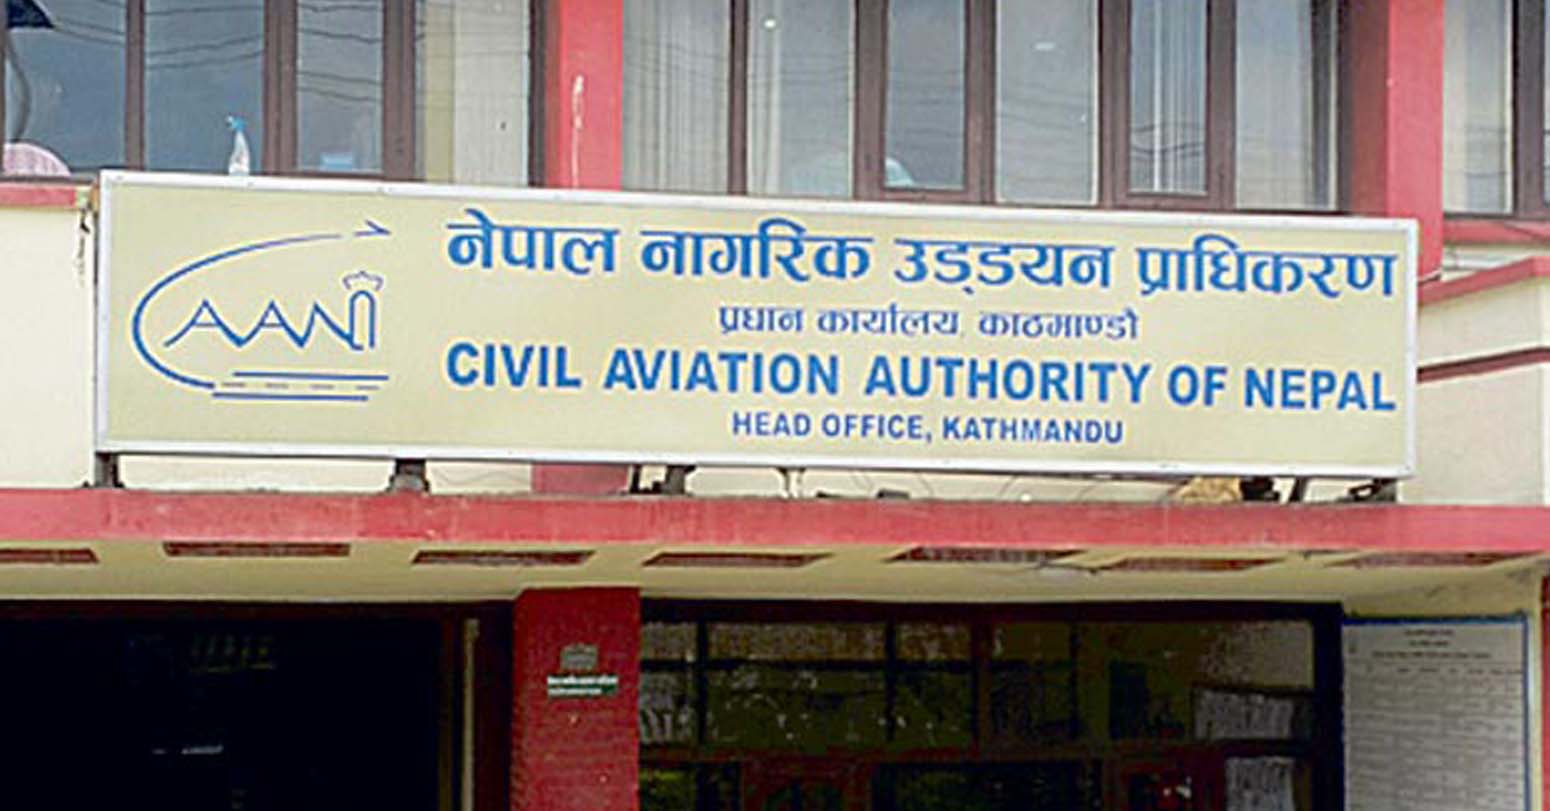 CAAN
नेपाल नागरिक उड्डयन प्राधिकरण
प्रधान कार्यालय, काठमाण्डौ
CIVIL AVIATION AUTHORITY OF NEPAL
HEAD OFFICE, KATHMANDU